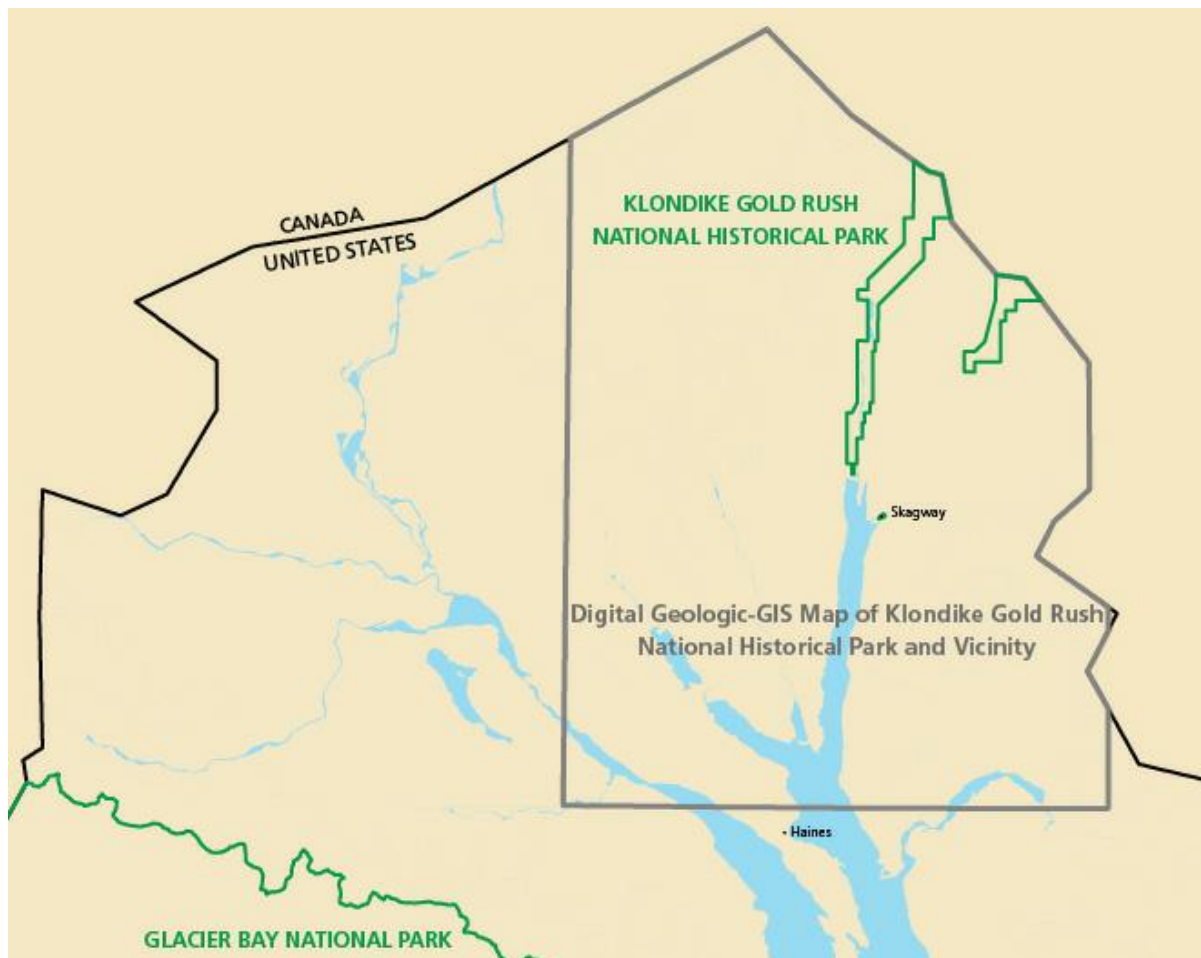 KLONDIKE GOLD RUSH
NATIONAL HISTORICAL PARK
CANADA
UNITED STATES
Skagway
Digital Geologic-GIS Map of Klondike Gold Rush
National Historical Park and Vicinity
Haines
GLACIER BAY NATIONAL PARK